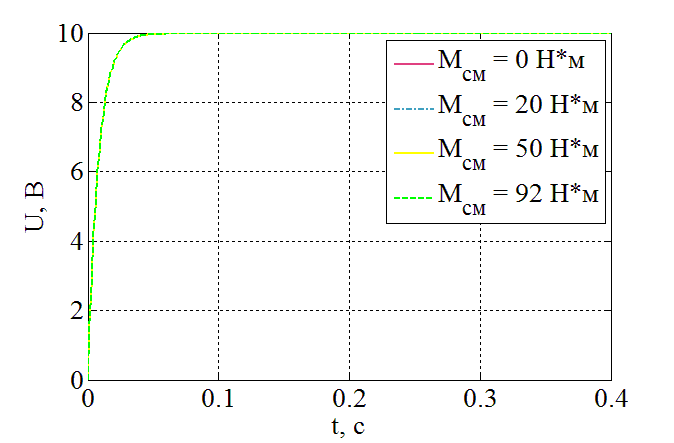 10
8
6
4
2
0
U, В
Mсм = 0 Н*м
Mсм = 20 Н*м
Mсм = 50 Н*м
Mсм = 92 Н*м
0 0.1 0.2 0.3 0.4
t, с